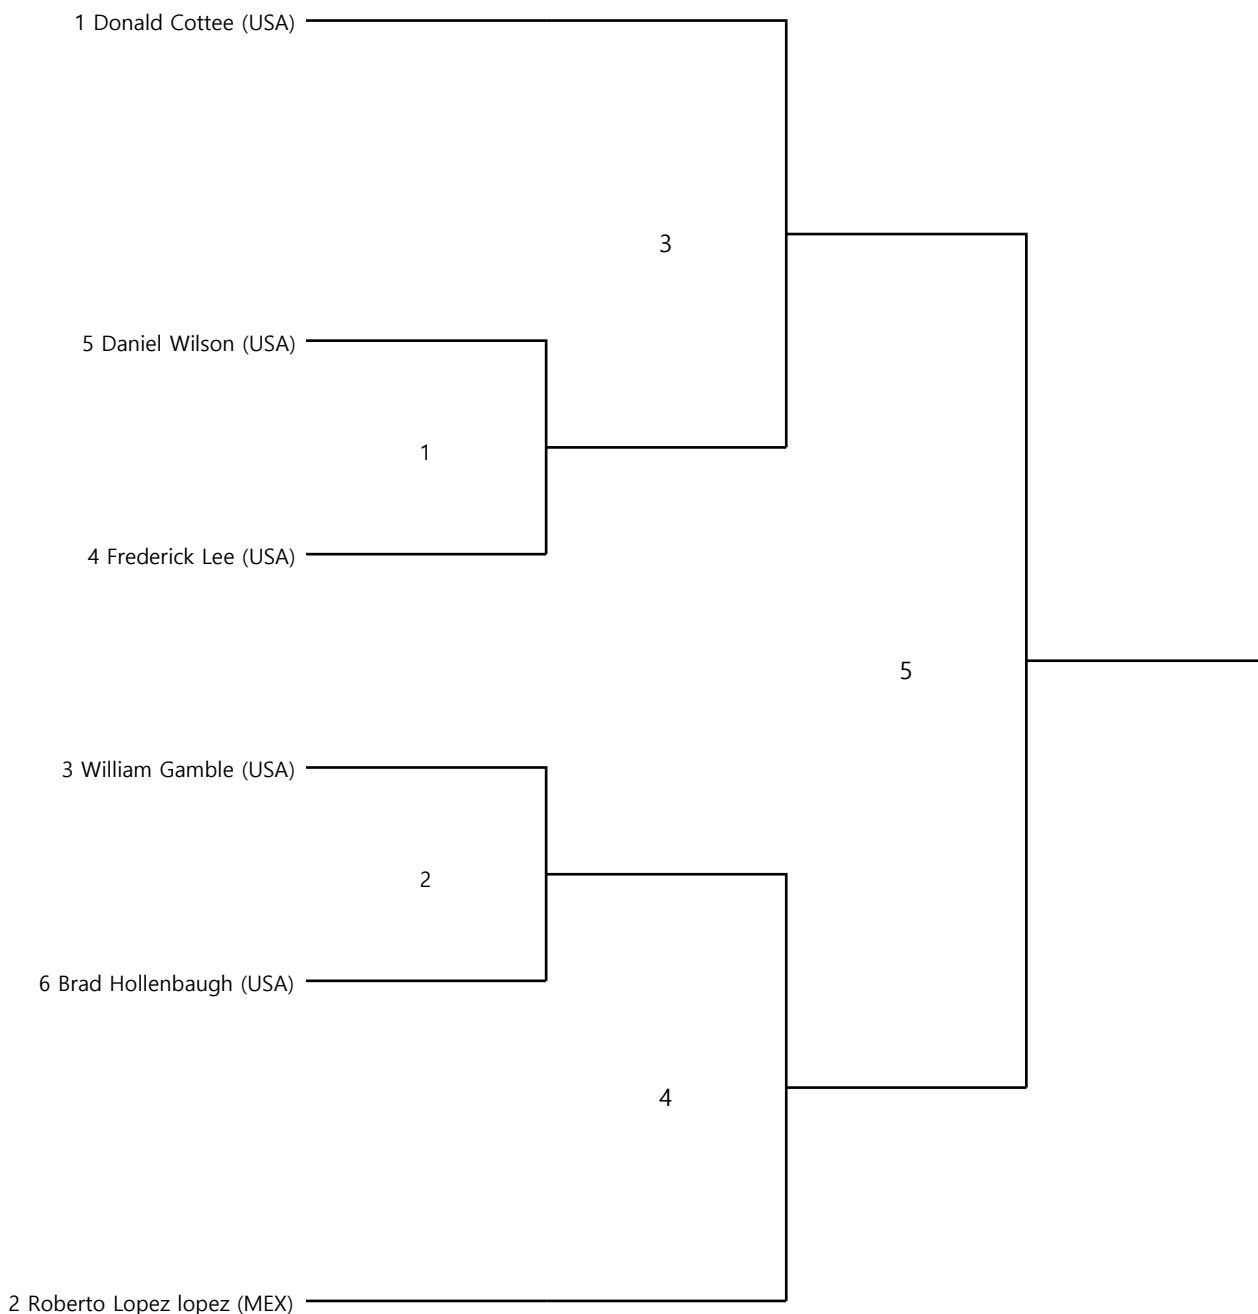 1 Donald Cottee (USA)
3
5 Daniel Wilson (USA)
1
4 Frederick Lee (USA)
5
3 William Gamble (USA)
2
6 Brad Hollenbaugh (USA)
4
2 Roberto Lopez lopez (MEX)